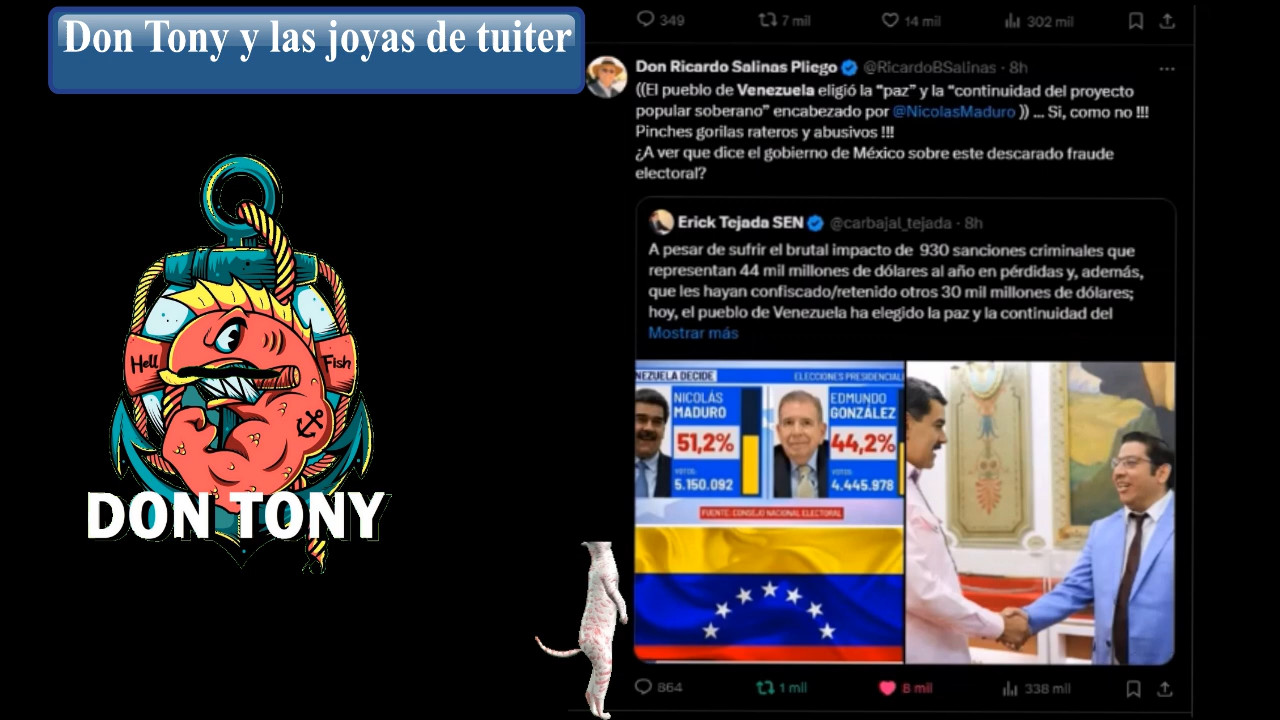 Don Tony y las joyas de tuiter
349 7 mil 14 mil 302 mil
Don Ricardo Salinas Pliego @RicardoBSalinas · 8h
((El pueblo de Venezuela eligió la “paz” y la “continuidad del proyecto
popular soberano” encabezado por @NicolasMaduro )) ... Si, como no !!!
Pinches gorilas rateros y abusivos !!!
¿A ver que dice el gobierno de México sobre este descarado fraude
electoral?
Erick Tejada SEN @carbajal_tejada · 8h
A pesar de sufrir el brutal impacto de 930 sanciones criminales que
representan 44 mil millones de dólares al año en pérdidas y, además,
que les hayan confiscado/retenido otros 30 mil millones de dólares;
hoy, el pueblo de Venezuela ha elegido la paz y la continuidad del
Mostrar más
NEZUELA DECIDE ELECCIONES PRESIDENCIAL
NICOLÁS
MADURO
51,2%
VOTOS:
5.150.092
EDMUNDO
GONZÁLEZ
44,2%
VOTOS:
4.445.978
FUENTE: CONSEJO NACIONAL ELECTORAL
864 1 mil 8 mil 338 mil
Hell Fish
DON TONY